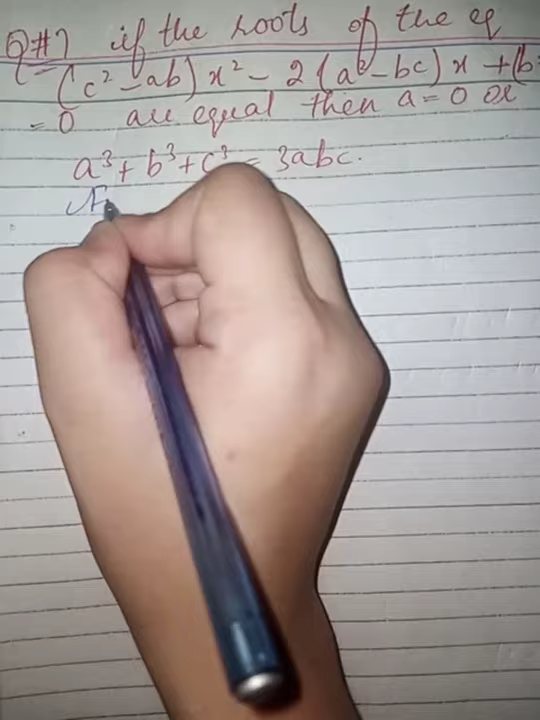 Q#7 if the roots of the eq
(c² - ab) x² - 2 (a² - bc) x + (b
= 0 are equal then a = 0 or
a³ + b³ + c³ = 3abc.